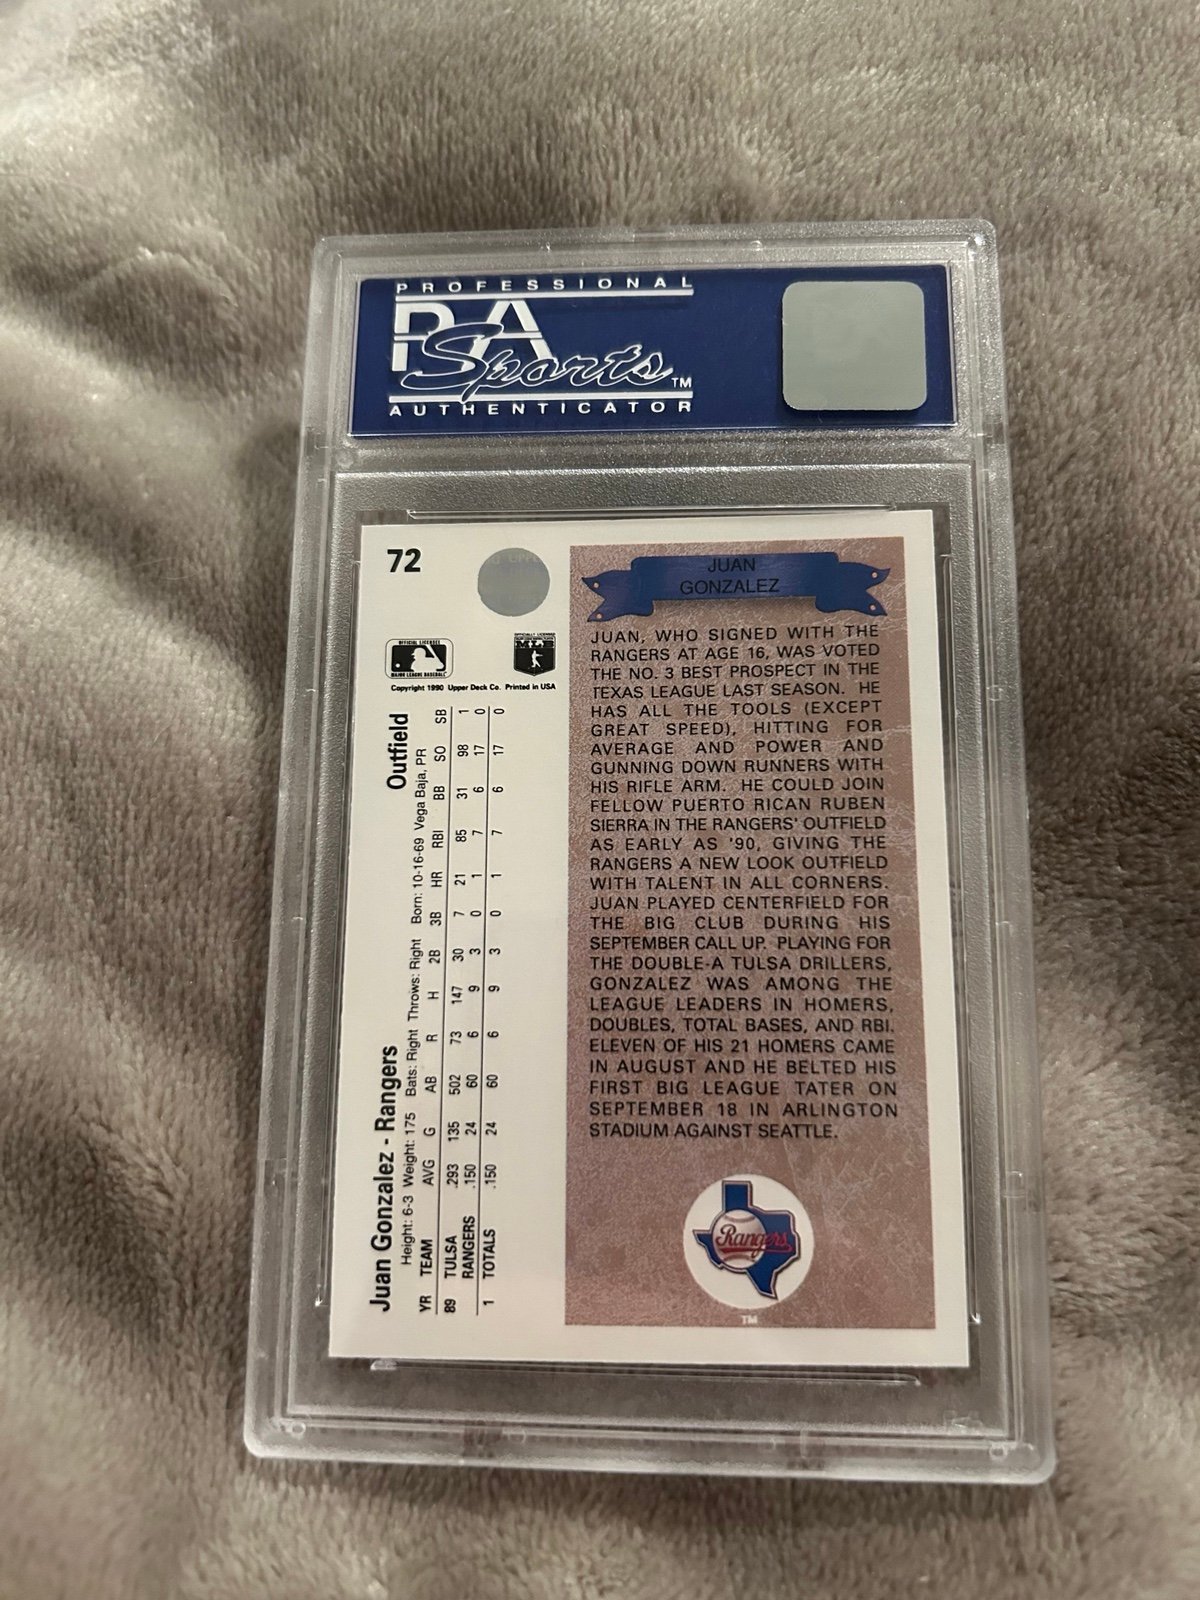 PROFESSIONAL
PA
Sports™
AUTHENTICATOR
72
OFFICIAL LICENSEE
MAJOR LEAGUE BASEBALL
OFFICIALLY LICENSED
MLB
Copyright 1990 Upper Deck Co. Printed in USA
Juan Gonzalez - Rangers Outfield
Height: 6-3 Weight: 175 Bats: Right Throws: Right Born: 10-16-69 Vega Baja, PR
YR TEAM AVG G AB R H 2B 3B HR RBI BB SO SB
89 TULSA .293 135 502 73 147 30 7 21 85 31 98 1
RANGERS .150 24 60 6 9 3 0 1 7 6 17 0
1 TOTALS .150 24 60 6 9 3 0 1 7 6 17 0
JUAN
GONZALEZ
JUAN, WHO SIGNED WITH THE
RANGERS AT AGE 16, WAS VOTED
THE NO. 3 BEST PROSPECT IN THE
TEXAS LEAGUE LAST SEASON. HE
HAS ALL THE TOOLS (EXCEPT
GREAT SPEED), HITTING FOR
AVERAGE AND POWER AND
GUNNING DOWN RUNNERS WITH
HIS RIFLE ARM. HE COULD JOIN
FELLOW PUERTO RICAN RUBEN
SIERRA IN THE RANGERS' OUTFIELD
AS EARLY AS '90, GIVING THE
RANGERS A NEW LOOK OUTFIELD
WITH TALENT IN ALL CORNERS.
JUAN PLAYED CENTERFIELD FOR
THE BIG CLUB DURING HIS
SEPTEMBER CALL UP. PLAYING FOR
THE DOUBLE-A TULSA DRILLERS,
GONZALEZ WAS AMONG THE
LEAGUE LEADERS IN HOMERS,
DOUBLES, TOTAL BASES, AND RBI.
ELEVEN OF HIS 21 HOMERS CAME
IN AUGUST AND HE BELTED HIS
FIRST BIG LEAGUE TATER ON
SEPTEMBER 18 IN ARLINGTON
STADIUM AGAINST SEATTLE.
Rangers
TM